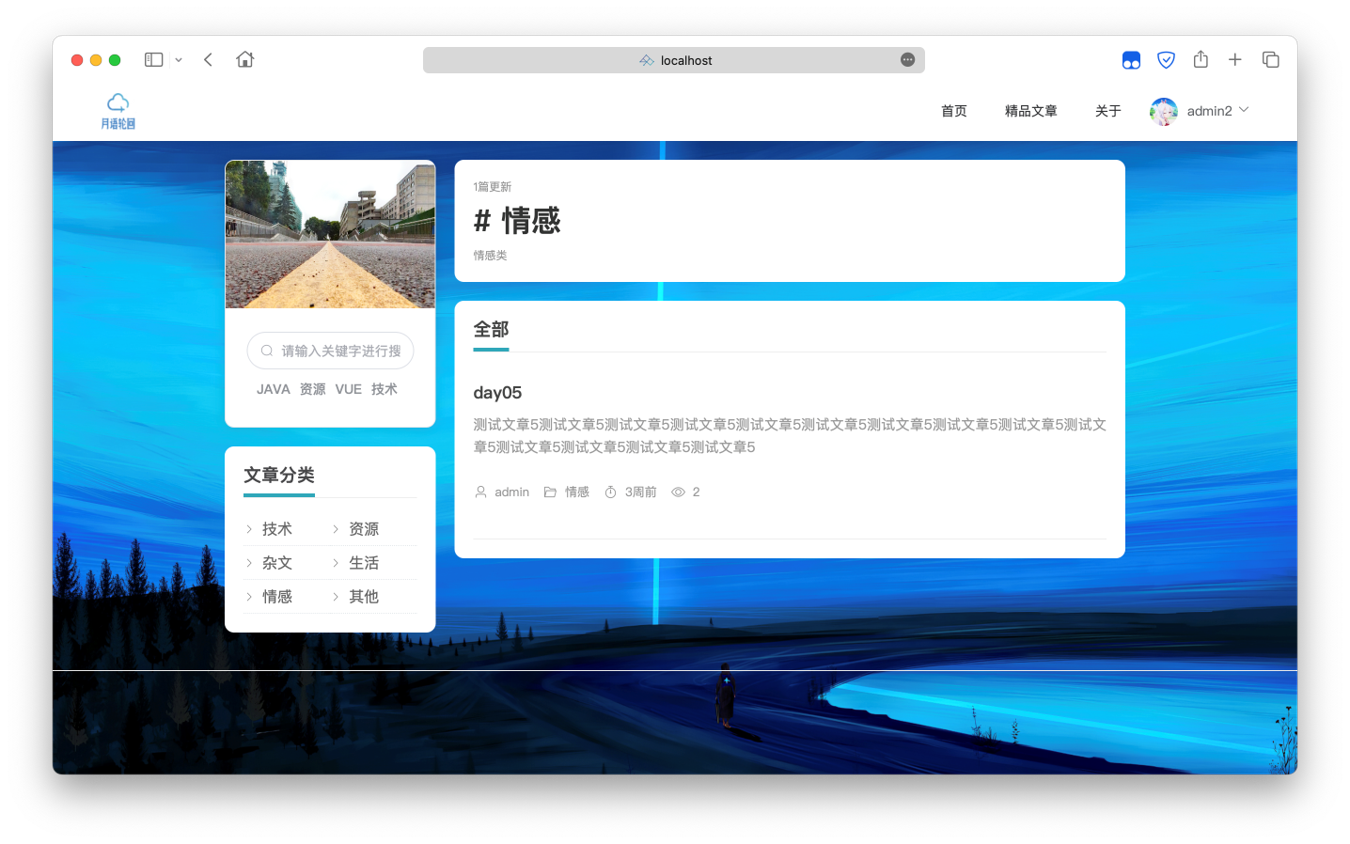 localhost
月语轮回
首页 精品文章 关于 admin2
1篇更新
# 情感
情感类
请输入关键字进行搜
JAVA 资源 VUE 技术
文章分类
技术 资源
杂文 生活
情感 其他
全部
day05
测试文章5测试文章5测试文章5测试文章5测试文章5测试文章5测试文章5测试文章5测试文章5测试文
章5测试文章5测试文章5测试文章5测试文章5
admin 情感 3周前 2